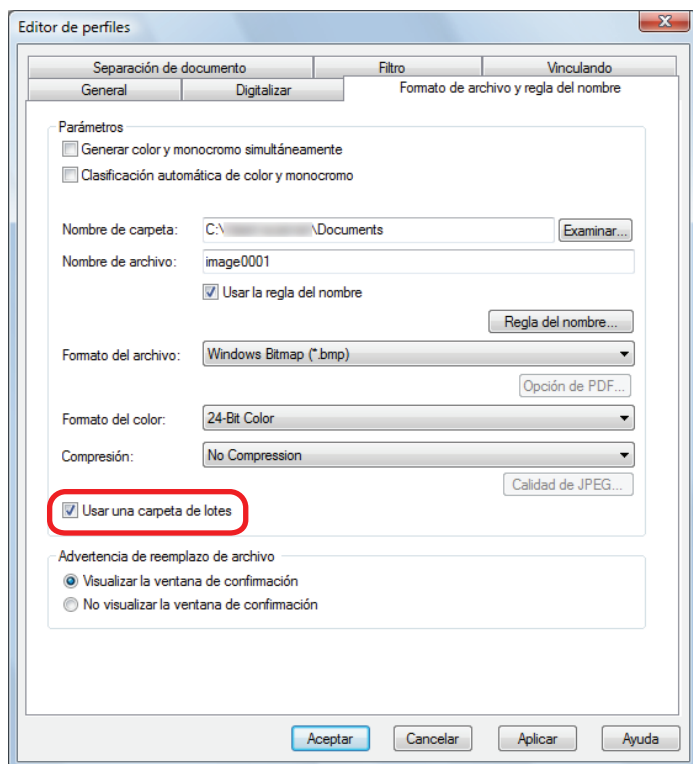 Editor de perfiles
Separación de documento Filtro Vinculando
General Digitalizar Formato de archivo y regla del nombre
Parámetros
Generar color y monocromo simultáneamente
Clasificación automática de color y monocromo
Nombre de carpeta: C:\ \Documents Examinar...
Nombre de archivo: image0001
Usar la regla del nombre
Regla del nombre...
Formato del archivo: Windows Bitmap (*.bmp)
Opción de PDF...
Formato del color: 24-Bit Color
Compresión: No Compression
Calidad de JPEG...
Usar una carpeta de lotes
Advertencia de reemplazo de archivo
Visualizar la ventana de confirmación
No visualizar la ventana de confirmación
Aceptar Cancelar Aplicar Ayuda